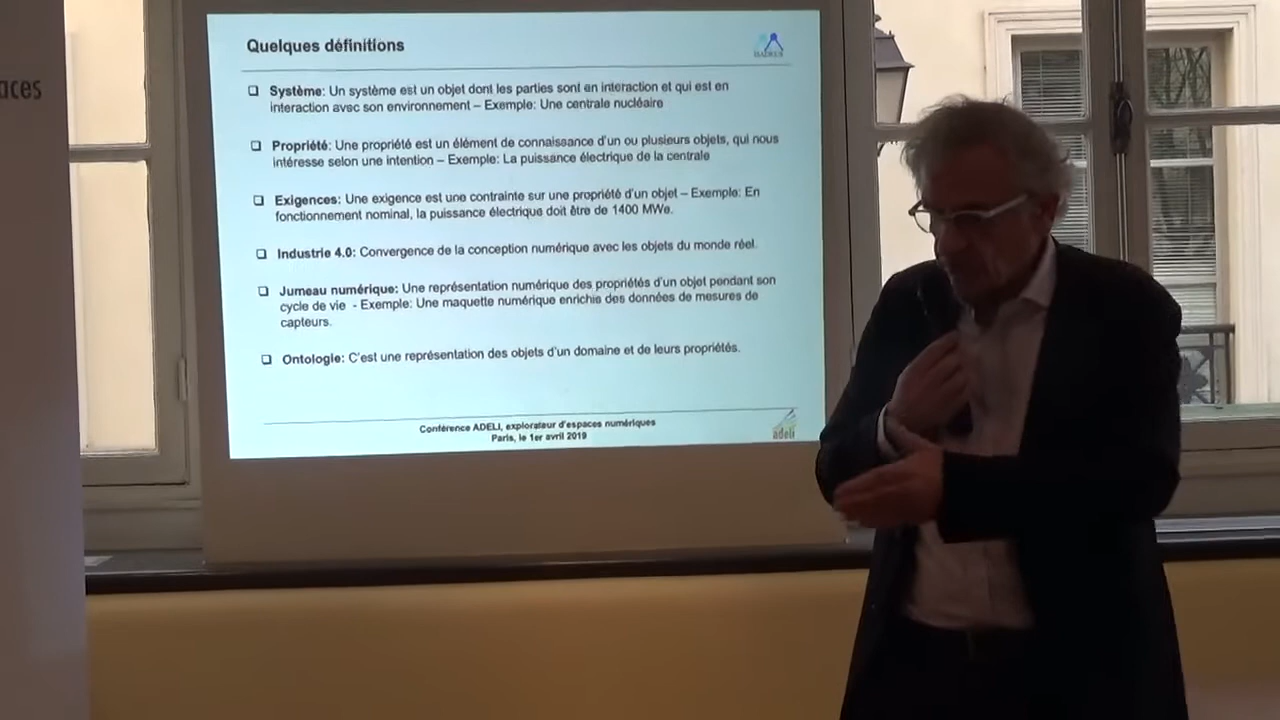 aces
Quelques définitions
❑ Système: Un système est un objet dont les parties sont en interaction et qui est en
interaction avec son environnement – Exemple: Une centrale nucléaire
❑ Propriété: Une propriété est un élément de connaissance d'un ou plusieurs objets, qui nous
intéresse selon une intention – Exemple: La puissance électrique de la centrale
❑ Exigences: Une exigence est une contrainte sur une propriété d'un objet – Exemple: En
fonctionnement nominal, la puissance électrique doit être de 1400 MWe.
❑ Industrie 4.0: Convergence de la conception numérique avec les objets du monde réel.
❑ Jumeau numérique: Une représentation numérique des propriétés d'un objet pendant son
cycle de vie - Exemple: Une maquette numérique enrichie des données de mesures de
capteurs.
❑ Ontologie: C'est une représentation des objets d'un domaine et de leurs propriétés.
Conférence ADELI, explorateur d'espaces numériques
Paris, le 1er avril 2019
adeli